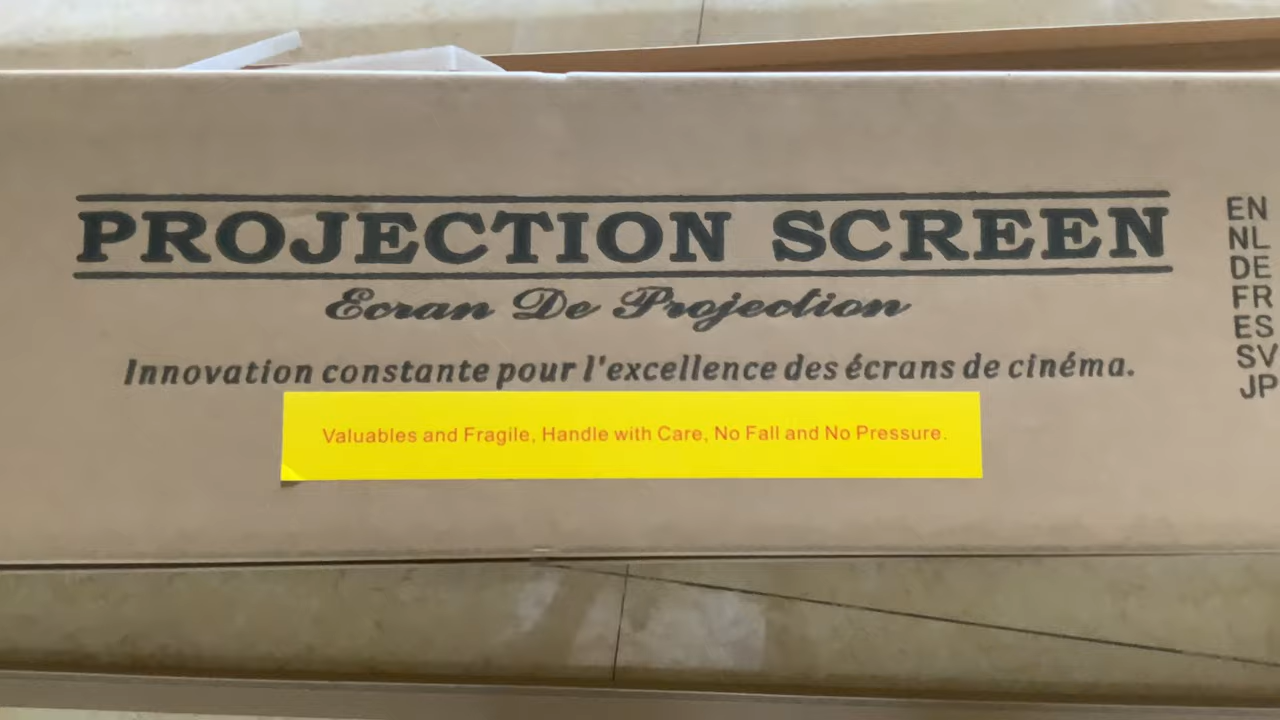 PROJECTION SCREEN
Ecran De Projection
Innovation constante pour l'excellence des écrans de cinéma.
Valuables and Fragile, Handle with Care, No Fall and No Pressure.
EN
NL
DE
FR
ES
SV
JP